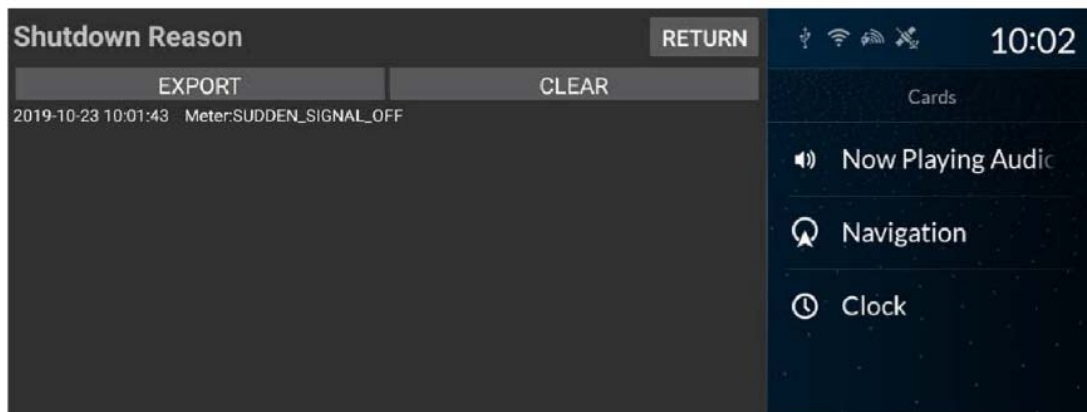 Shutdown Reason
RETURN
EXPORT
CLEAR
2019-10-23 10:01:43 Meter:SUDDEN_SIGNAL_OFF
10:02
Cards
Now Playing Audio
Navigation
Clock